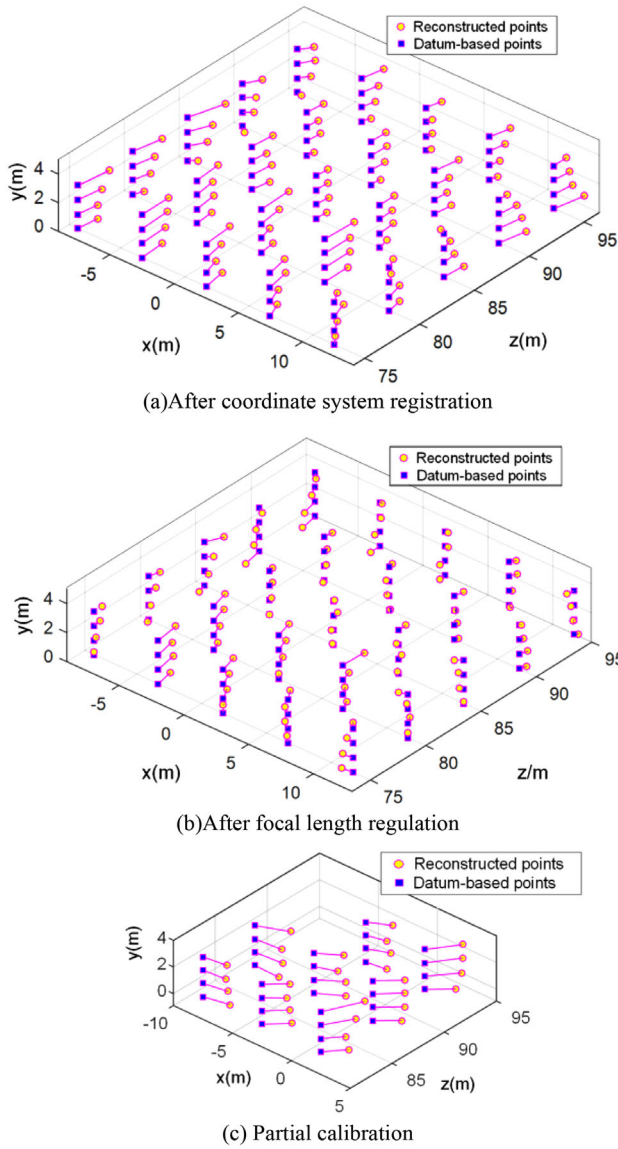 Reconstructed points
Datum-based points
y(m)
4
2
0
-5
0
5
10
x(m)
75
80
85
90
95
z(m)
(a)After coordinate system registration
Reconstructed points
Datum-based points
y(m)
4
2
0
-5
0
5
10
x(m)
75
80
85
90
95
z/m
(b)After focal length regulation
Reconstructed points
Datum-based points
y(m)
4
2
0
-10
-5
0
5
x(m)
85
90
95
z(m)
(c) Partial calibration